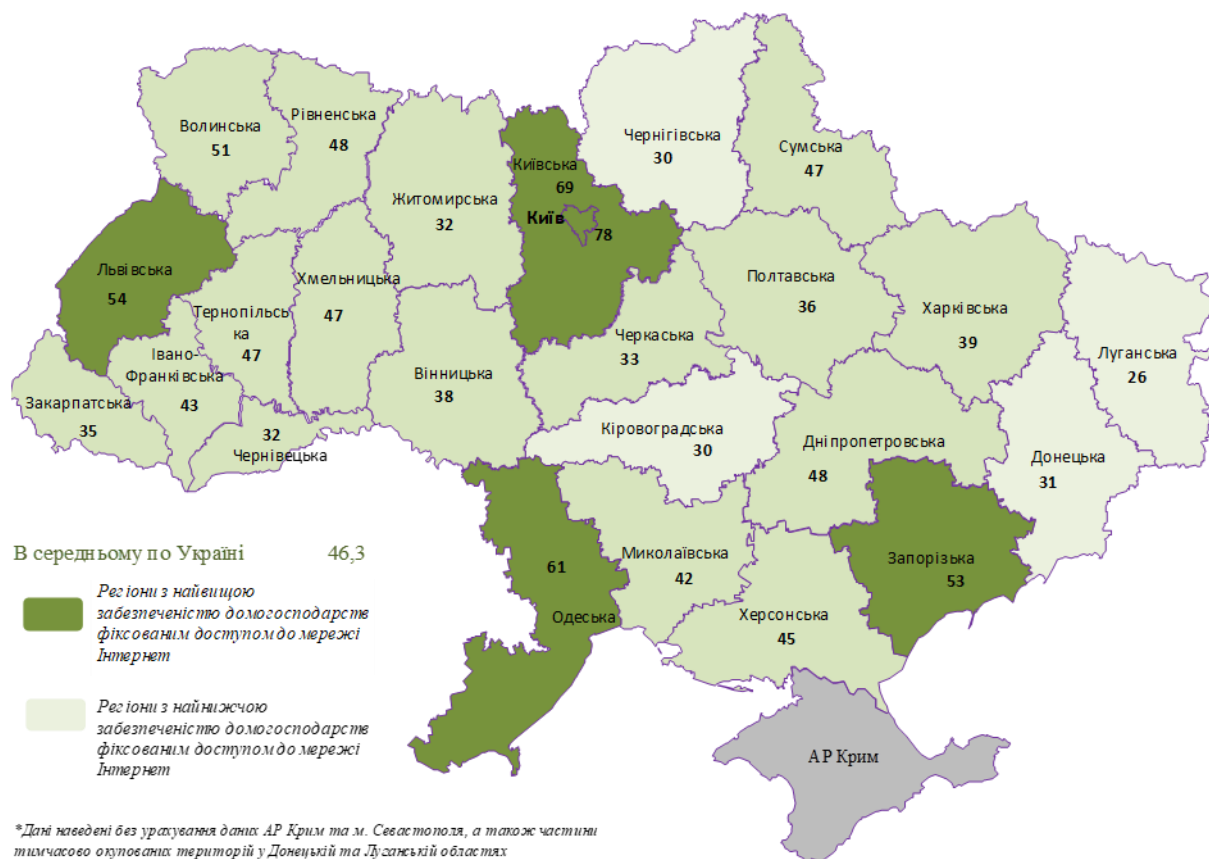 Волинська
51
Рівненська
48
Житомирська
32
Київська
69
Київ
78
Чернігівська
30
Сумська
47
Львівська
54
Тернопільсь
ка
47
Хмельницька
47
Івано-
Франківська
43
Закарпатська
35
32
Чернівецька
Вінницька
38
Черкаська
33
Полтавська
36
Харківська
39
Луганська
26
Кіровоградська
30
Дніпропетровська
48
Донецька
31
Запорізька
53
Миколаївська
42
Херсонська
45
61
Одеська
АР Крим
В середньому по Україні 46,3
Регіони з найвищою
забезпеченістю домогосподарств
фіксованим доступом до мережі
Інтернет
Регіони з найнижчою
забезпеченістю домогосподарств
фіксованим доступом до мережі
Інтернет
*Дані наведені без урахування даних АР Крим та м. Севастополя, а також частини
тимчасово окупованих територій у Донецькій та Луганській областях